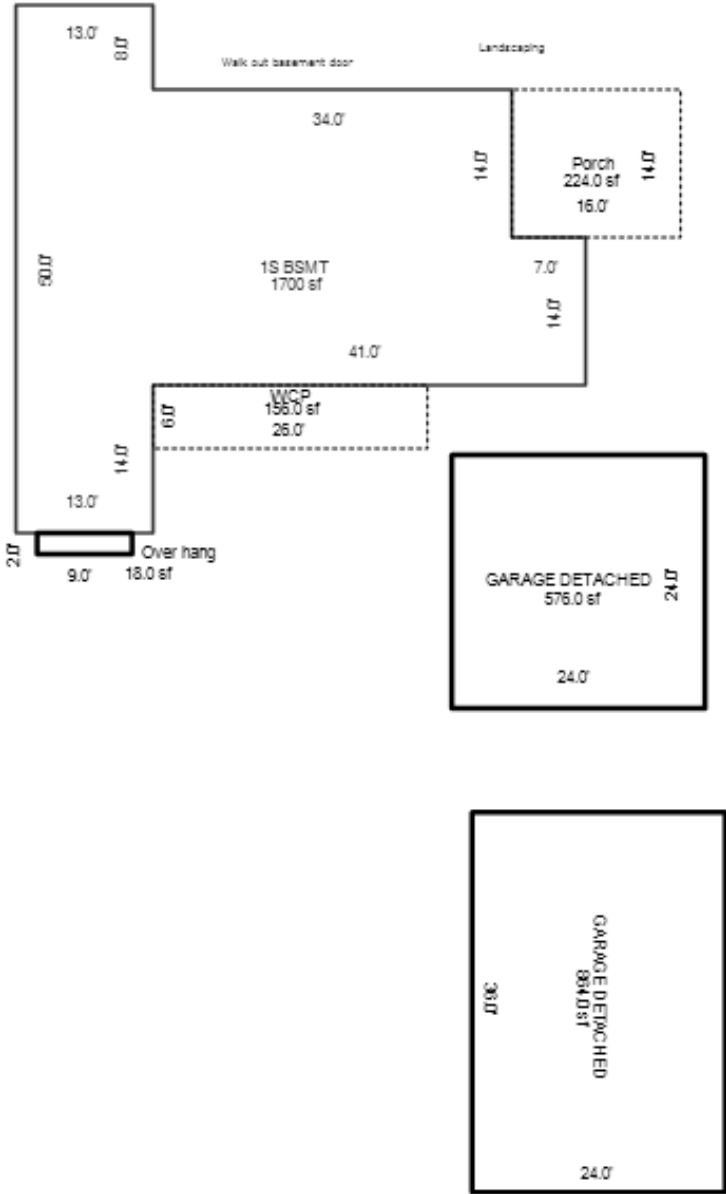 13.0'
8.0'
Walk out basement door
Landscaping
34.0'
14.0'
Porch
224.0 sf
14.0'
16.0'
50.0'
1S BSMT
1700 sf
7.0'
14.0'
41.0'
WCP
156.0 sf
6.0'
26.0'
14.0'
13.0'
2.0'
Over hang
9.0'
18.0 sf
GARAGE DETACHED
576.0 sf
24.0'
24.0'
GARAGE DETACHED
864.0 sf
36.0'
24.0'